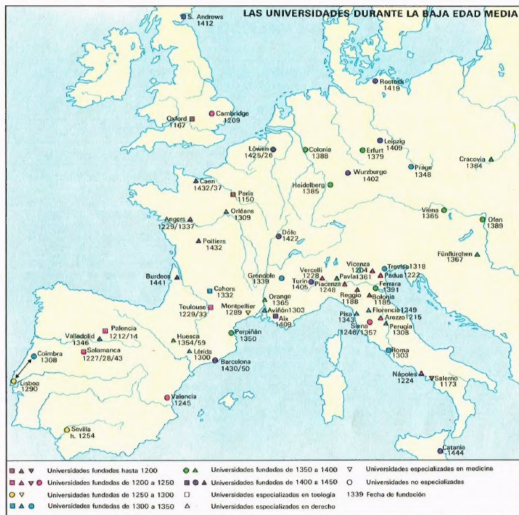 LAS UNIVERSIDADES DURANTE LA BAJA EDAD MEDIA
S. Andrews
1412
Rostock
1419
Cambridge
1209
Oxford
1167
Leipzig
1409
Löwen
1425/26
Colonia
1388
Erfurt
1379
Praga
1348
Cracovia
1364
Wurzburgo
1402
Heidelberg
1385
Caen
1432/37
Paris
1150
Viena
1365
Ofen
1389
Orléans
1309
Angers
1229/1337
Dôle
1422
Fünfkirchen
1367
Poitiers
1432
Grenoble
1339
Vercelli
1228
Vicenza
1204
Treviso 1318
Pavia 1361
Padua 1222
Turin
1405
Piacenza
1248
Ferrara
1391
Burdeos
1441
Cahors
1332
Orange
1365
Reggio
1188
Bolonia
Toulouse
1229/33
Montpellier
1289
Aviñón 1303
Aix
1409
Pisa
1343
Florencia 1349
Arezzo
1215
Siena
1246/1357
Perugia
1308
Palencia
1212/14
Valladolid
1346
Huesca
1354/59
Perpiñán
1350
Roma
1303
Coimbra
1308
Salamanca
1227/28/43
Lérida
1300
Barcelona
1430/50
Lisboa
1290
Valencia
1245
Nápoles
1224
Salerno
1173
Sevilla
h. 1254
Catania
1444
Universidades fundadas hasta 1200
Universidades fundadas de 1350 a 1400
Universidades especializadas en medicina
Universidades fundadas de 1200 a 1250
Universidades fundadas de 1400 a 1450
Universidades no especializadas
Universidades fundadas de 1250 a 1300
Universidades especializadas en teología
1339 Fecha de fundación
Universidades fundadas de 1300 a 1350
Universidades especializadas en derecho